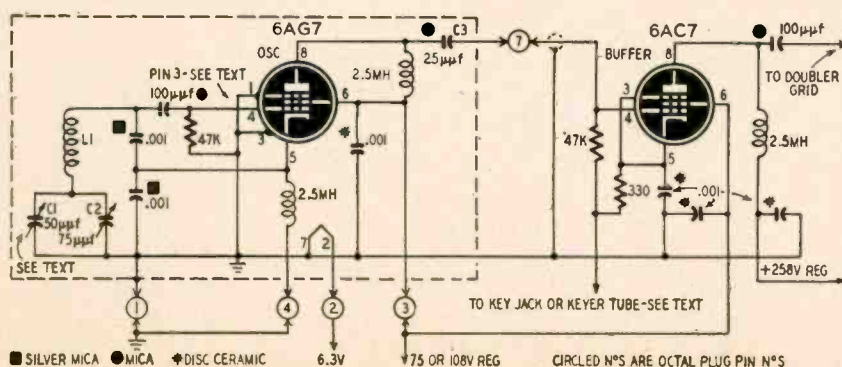 6AG7
OSC
8
C3
25μμf
7
6AC7
BUFFER
8
100μμf
TO DOUBLER
GRID
PIN 3-SEE TEXT
100μμf
1
4
3
6
5
2.5MH
3
4
6
5
2.5MH
L1
.001
47K
.001
.001
2.5MH
47K
330
.001
C1
50μμf
C2
75μμf
SEE TEXT
7
2
+258V REG
1
4
2
3
TO KEY JACK OR KEYER TUBE-SEE TEXT
■ SILVER MICA ● MICA * DISC CERAMIC
6.3V
75 OR 108V REG
CIRCLED NOS ARE OCTAL PLUG PIN NOS